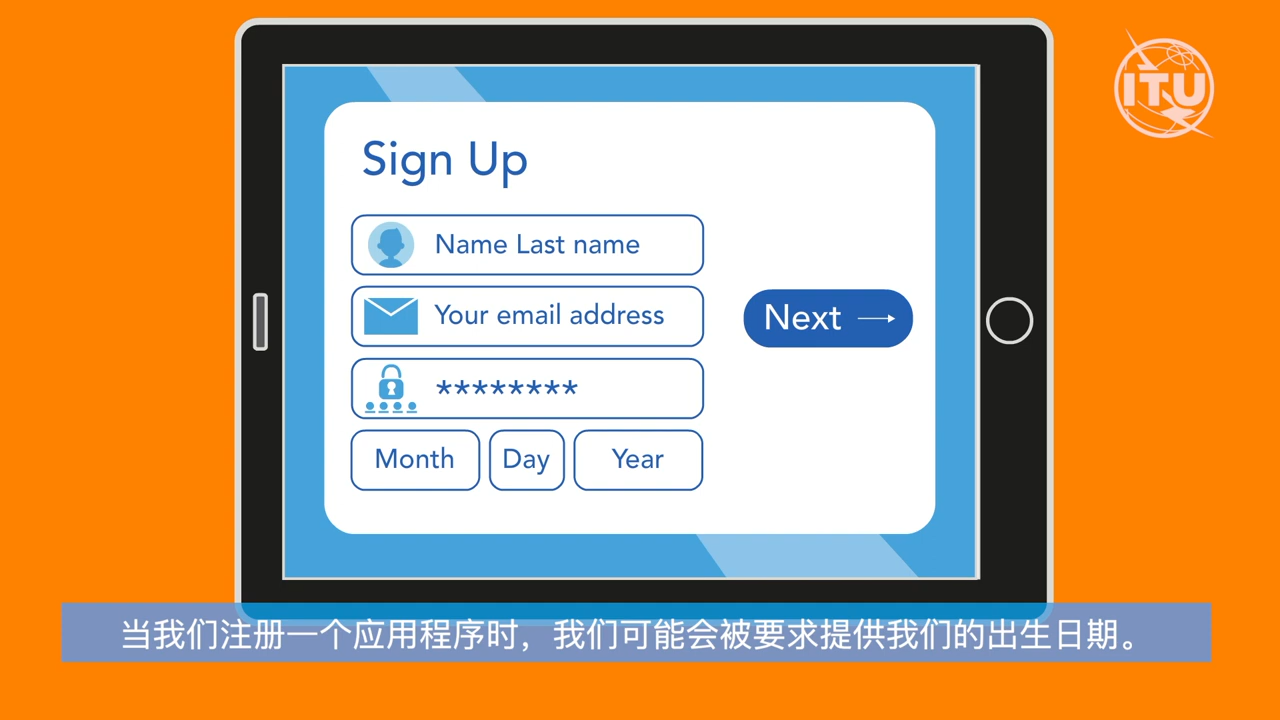 ITU
Sign Up
Name Last name
Your email address
Next
********
Month Day Year
当我们注册一个应用程序时，我们可能会被要求提供我们的出生日期。